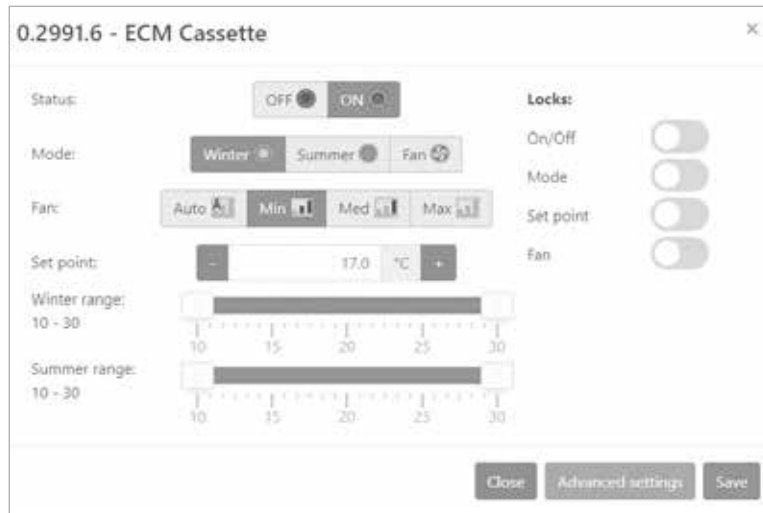 0.2991.6 - ECM Cassette ×
Status: OFF ON
Mode: Winter Summer Fan
Fan: Auto A Min Med Max
Set point: - 17.0 °C +
Winter range:
10 - 30
10 15 20 25 30
Summer range:
10 - 30
10 15 20 25 30
Locks:
On/Off
Mode
Set point
Fan
Close Advanced settings Save